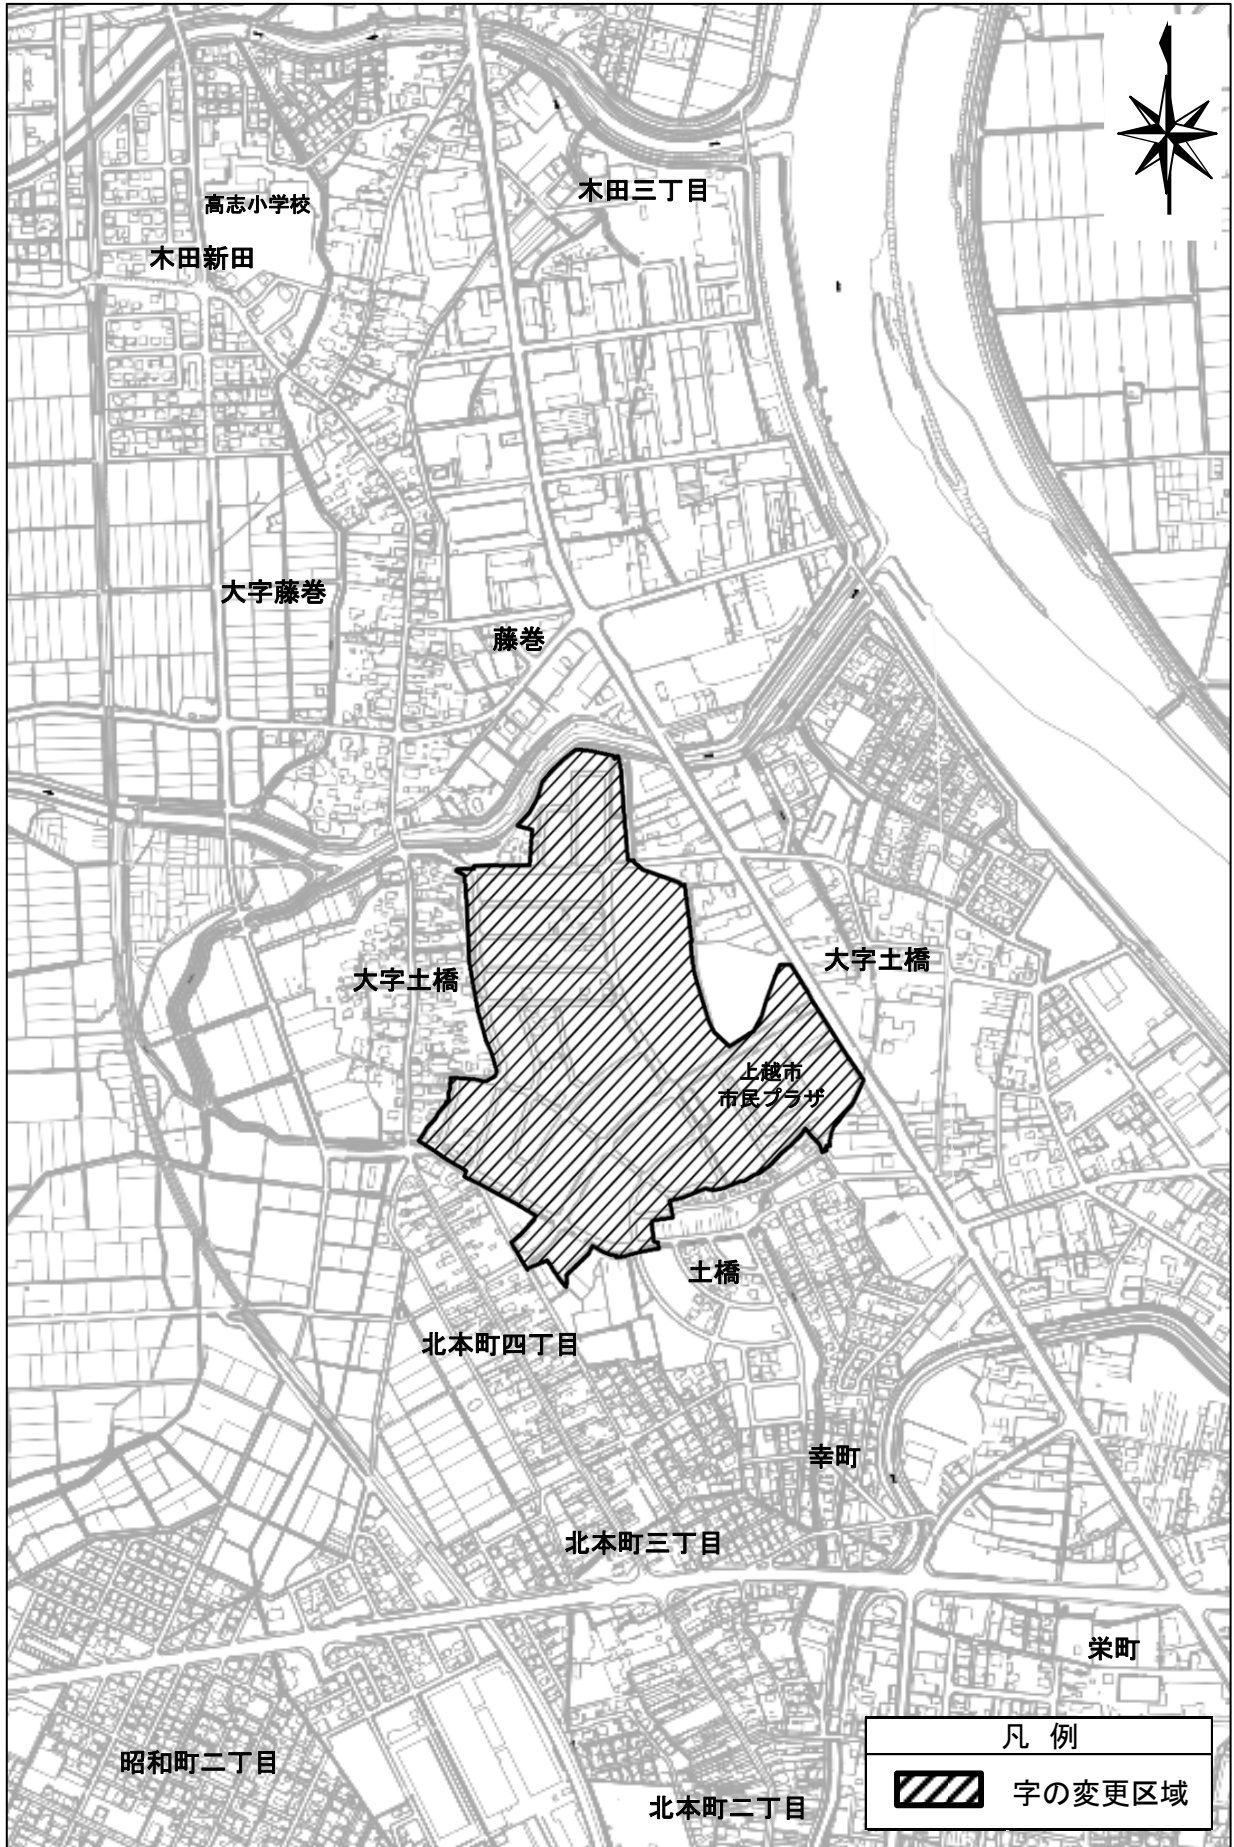 木田三丁目
高志小学校
木田新田
大字藤巻
藤巻
大字土橋
大字土橋
上越市
市民プラザ
土橋
北本町四丁目
幸町
北本町三丁目
栄町
凡 例
昭和町二丁目
字の変更区域
北本町二丁目